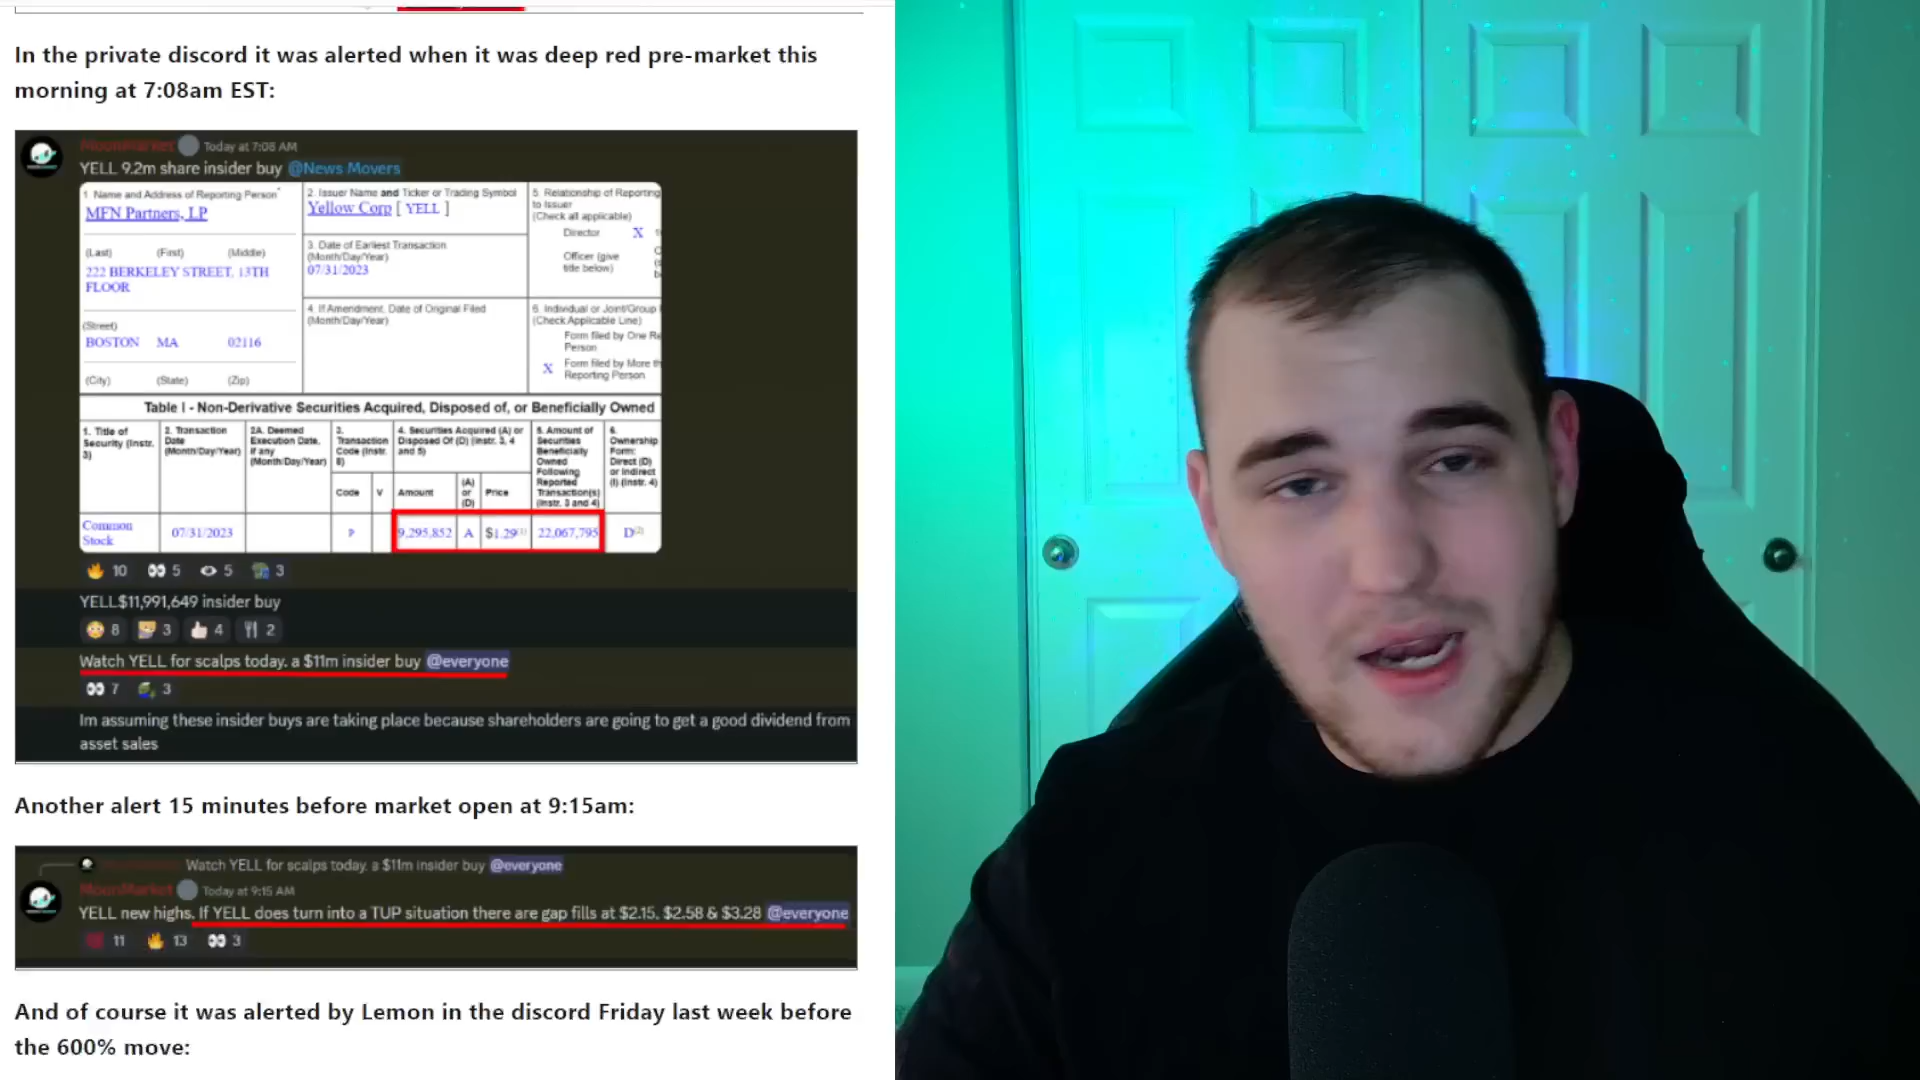 In the private discord it was alerted when it was deep red pre-market this
morning at 7:08am EST:
MoonMarket Today at 7:08 AM
YELL 9.2m share insider buy @News Movers
1. Name and Address of Reporting Person*
MFN Partners, LP
(Last) (First) (Middle)
222 BERKELEY STREET, 13TH
FLOOR
(Street)
BOSTON MA 02116
(City) (State) (Zip)
2. Issuer Name and Ticker or Trading Symbol
Yellow Corp [ YELL ]
3. Date of Earliest Transaction
(Month/Day/Year)
07/31/2023
4. If Amendment, Date of Original Filed
(Month/Day/Year)
5. Relationship of Reporting
to Issuer
(Check all applicable)
Director X
Officer (give
title below)
6. Individual or Joint/Group
(Check Applicable Line)
Form filed by One
Person
X Form filed by More
Reporting Person
Table I - Non-Derivative Securities Acquired, Disposed of, or Beneficially Owned
1. Title of
Security (Instr.
3)
2. Transaction
Date
(Month/Day/Year)
2A. Deemed
Execution Date,
if any
(Month/Day/Year)
3.
Transaction
Code (Instr.
8)
4. Securities Acquired (A) or
Disposed Of (D) (Instr. 3, 4
and 5)
5. Amount of
Securities
Beneficially
Owned
Following
Reported
Transaction(s)
(Instr. 3 and 4)
6.
Ownership
Form:
Direct (D)
or Indirect
(I) (Instr. 4)
Code V Amount (A) or (D) Price
Common
Stock
07/31/2023 P 9,295,852 A $1.29(1) 22,067,795 D(2)
10 5 5 3
YELL$11,991,649 insider buy
8 3 4 2
Watch YELL for scalps today. a $11m insider buy @everyone
7 3
Im assuming these insider buys are taking place because shareholders are going to get a good dividend from
asset sales
Another alert 15 minutes before market open at 9:15am:
Watch YELL for scalps today. a $11m insider buy @everyone
MoonMarket Today at 9:15 AM
YELL new highs. If YELL does turn into a TUP situation there are gap fills at $2.15, $2.58 & $3.28 @everyone
11 13 3
And of course it was alerted by Lemon in the discord Friday last week before
the 600% move: